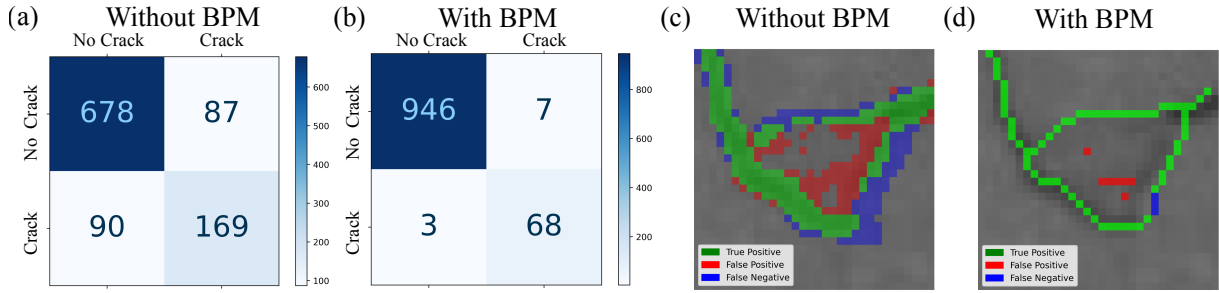 (a) Without BPM
No Crack Crack
No Crack
678 87
Crack
90 169
600
500
400
300
200
100
(b) With BPM
No Crack Crack
No Crack
946 7
Crack
3 68
800
600
400
200
(c) Without BPM
True Positive
False Positive
False Negative
(d) With BPM
True Positive
False Positive
False Negative